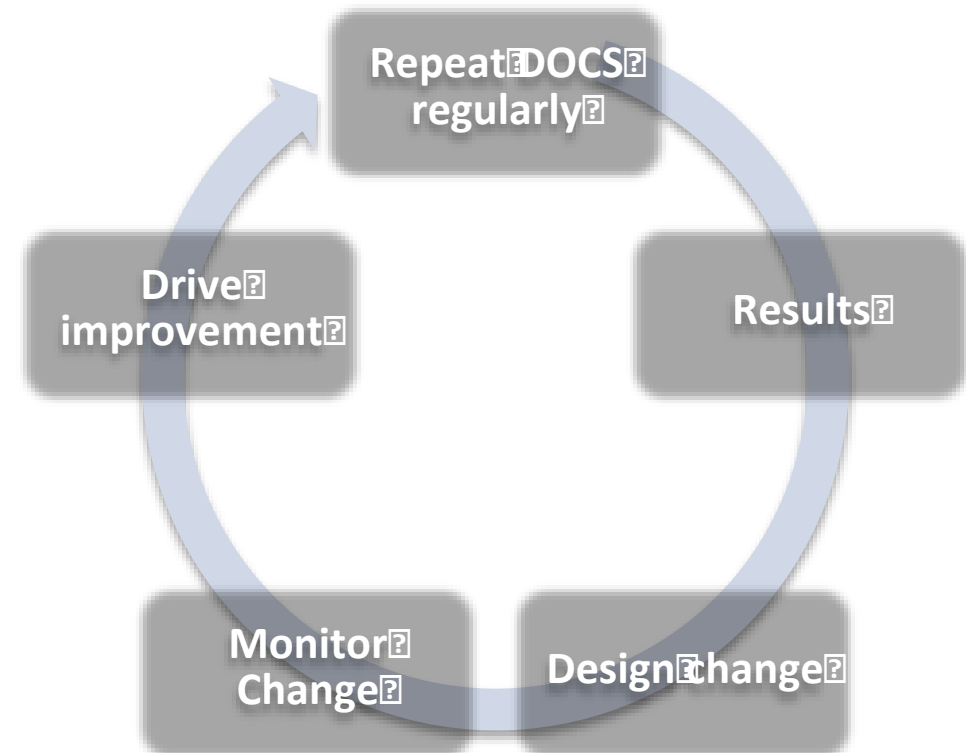 Repeat DOCS
regularly
Results
Design change
Monitor
Change
Drive
improvement